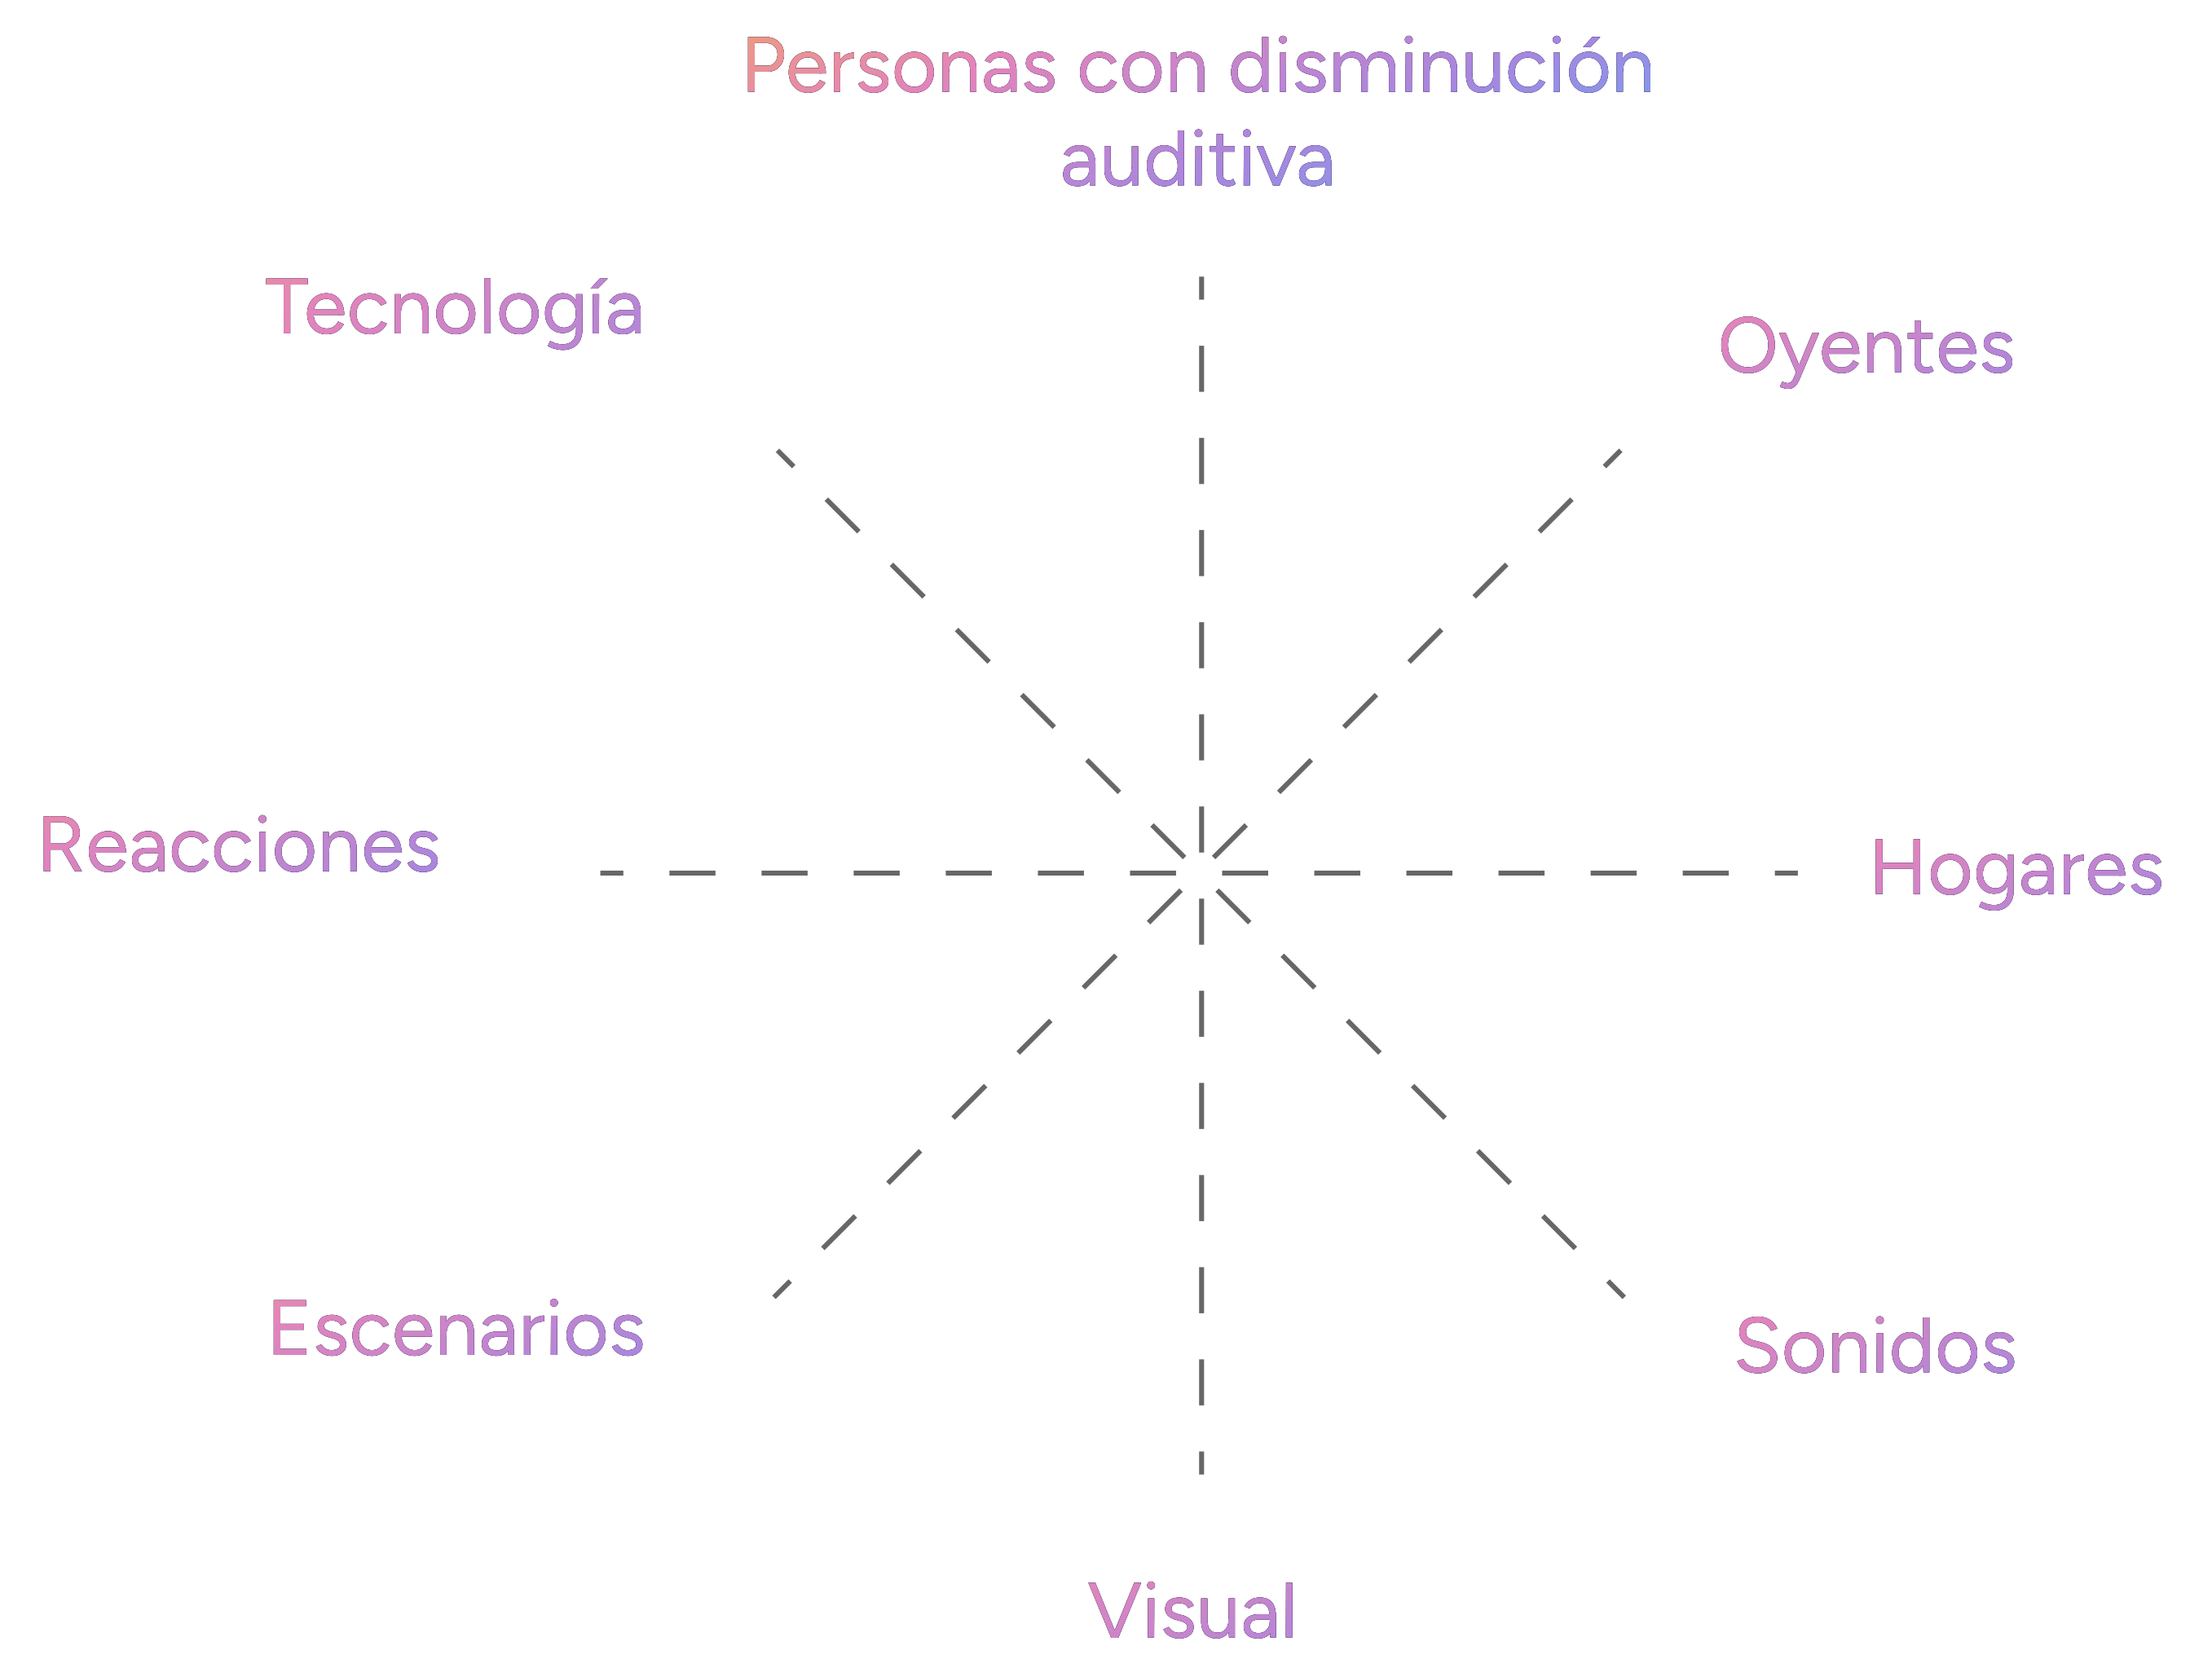 Personas con disminución
auditiva
Tecnología
Oyentes
Reacciones
Hogares
Escenarios
Sonidos
Visual